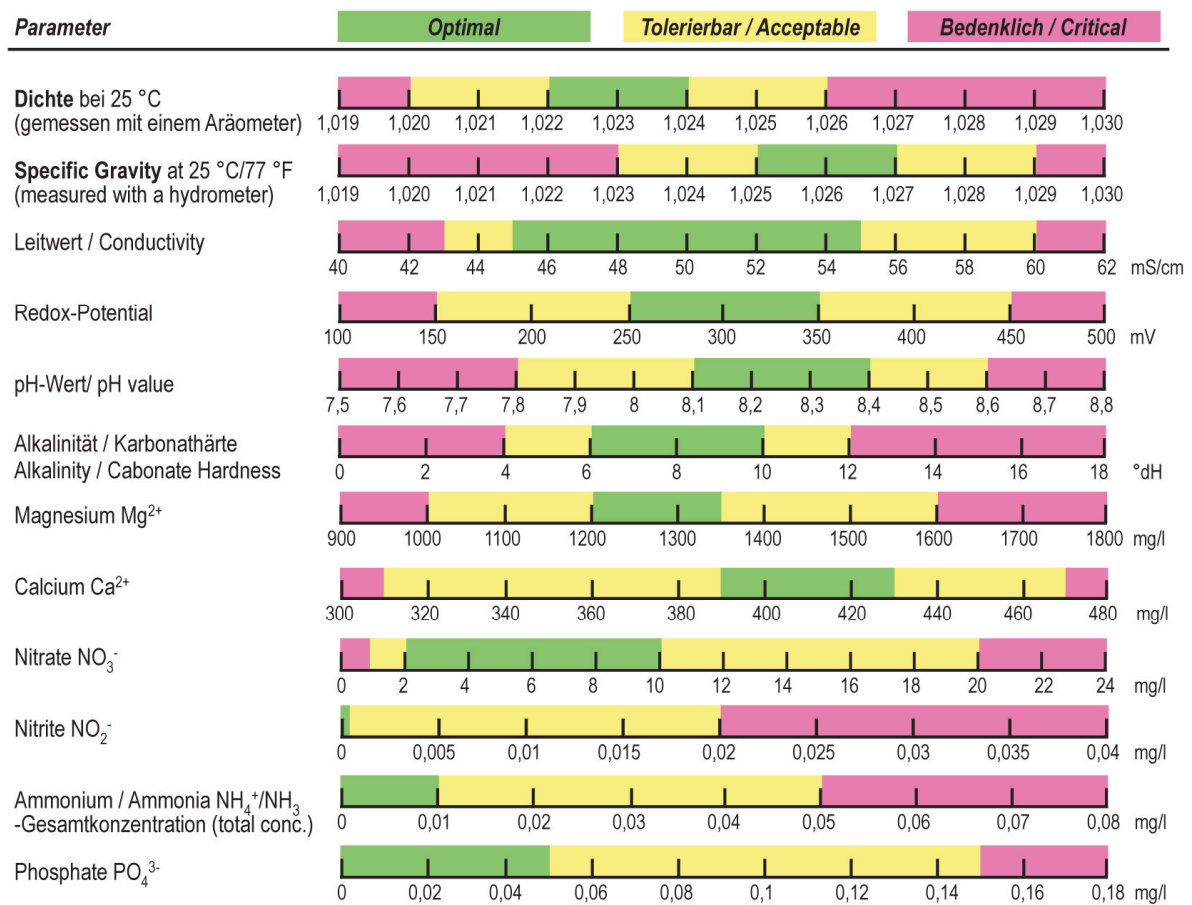 Parameter Optimal Tolerierbar / Acceptable Bedenklich / Critical
Dichte bei 25 °C
(gemessen mit einem Aräometer)
1,019 1,020 1,021 1,022 1,023 1,024 1,025 1,026 1,027 1,028 1,029 1,030
Specific Gravity at 25 °C/77 °F
(measured with a hydrometer)
1,019 1,020 1,021 1,022 1,023 1,024 1,025 1,026 1,027 1,028 1,029 1,030
Leitwert / Conductivity
40 42 44 46 48 50 52 54 56 58 60 62 mS/cm
Redox-Potential
100 150 200 250 300 350 400 450 500 mV
pH-Wert/ pH value
7,5 7,6 7,7 7,8 7,9 8 8,1 8,2 8,3 8,4 8,5 8,6 8,7 8,8
Alkalinität / Karbonathärte
Alkalinity / Cabonate Hardness
0 2 4 6 8 10 12 14 16 18 °dH
Magnesium Mg²⁺
900 1000 1100 1200 1300 1400 1500 1600 1700 1800 mg/l
Calcium Ca²⁺
300 320 340 360 380 400 420 440 460 480 mg/l
Nitrate NO₃⁻
0 2 4 6 8 10 12 14 16 18 20 22 24 mg/l
Nitrite NO₂⁻
0 0,005 0,01 0,015 0,02 0,025 0,03 0,035 0,04 mg/l
Ammonium / Ammonia NH₄⁺/NH₃
-Gesamtkonzentration (total conc.)
0 0,01 0,02 0,03 0,04 0,05 0,06 0,07 0,08 mg/l
Phosphate PO₄³⁻
0 0,02 0,04 0,06 0,08 0,1 0,12 0,14 0,16 0,18 mg/l